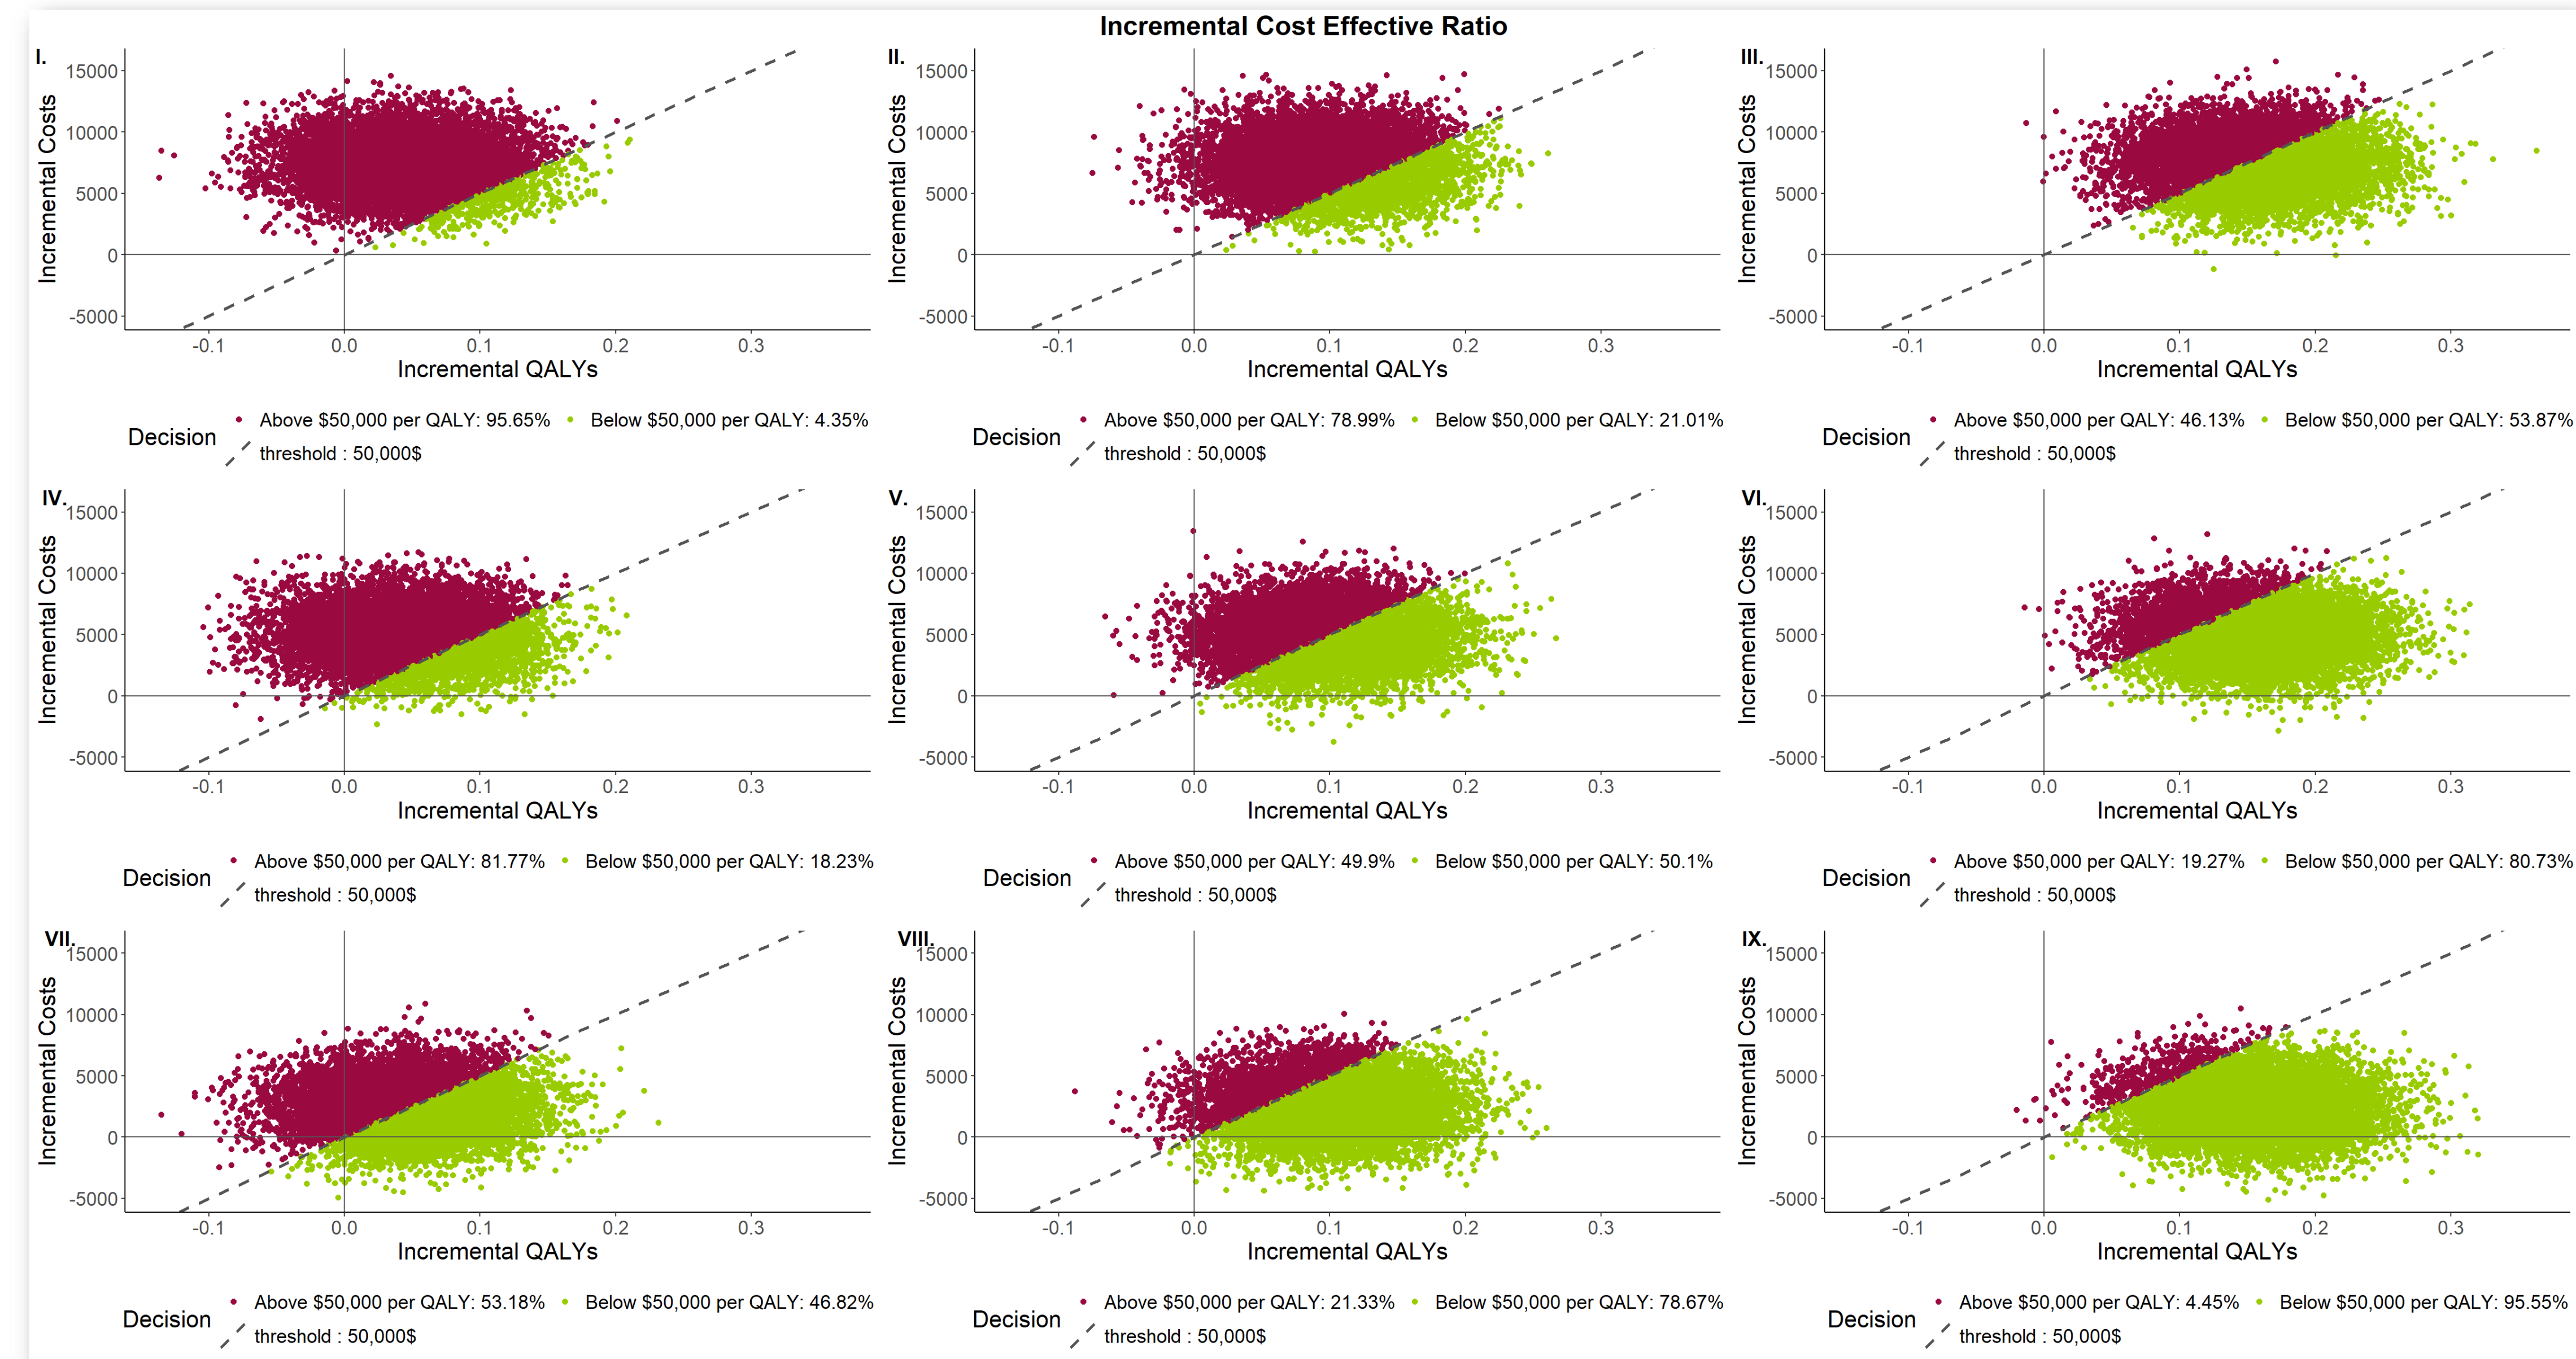 Incremental Cost Effective Ratio
I.
15000
10000
5000
0
-5000
Incremental Costs
-0.1 0.0 0.1 0.2 0.3
Incremental QALYs
Decision
Above $50,000 per QALY: 95.65%
Below $50,000 per QALY: 4.35%
threshold : 50,000$
II.
15000
10000
5000
0
-5000
Incremental Costs
-0.1 0.0 0.1 0.2 0.3
Incremental QALYs
Decision
Above $50,000 per QALY: 78.99%
Below $50,000 per QALY: 21.01%
threshold : 50,000$
III.
15000
10000
5000
0
-5000
Incremental Costs
-0.1 0.0 0.1 0.2 0.3
Incremental QALYs
Decision
Above $50,000 per QALY: 46.13%
Below $50,000 per QALY: 53.87%
threshold : 50,000$
IV.
15000
10000
5000
0
-5000
Incremental Costs
-0.1 0.0 0.1 0.2 0.3
Incremental QALYs
Decision
Above $50,000 per QALY: 81.77%
Below $50,000 per QALY: 18.23%
threshold : 50,000$
V.
15000
10000
5000
0
-5000
Incremental Costs
-0.1 0.0 0.1 0.2 0.3
Incremental QALYs
Decision
Above $50,000 per QALY: 49.9%
Below $50,000 per QALY: 50.1%
threshold : 50,000$
VI.
15000
10000
5000
0
-5000
Incremental Costs
-0.1 0.0 0.1 0.2 0.3
Incremental QALYs
Decision
Above $50,000 per QALY: 19.27%
Below $50,000 per QALY: 80.73%
threshold : 50,000$
VII.
15000
10000
5000
0
-5000
Incremental Costs
-0.1 0.0 0.1 0.2 0.3
Incremental QALYs
Decision
Above $50,000 per QALY: 53.18%
Below $50,000 per QALY: 46.82%
threshold : 50,000$
VIII.
15000
10000
5000
0
-5000
Incremental Costs
-0.1 0.0 0.1 0.2 0.3
Incremental QALYs
Decision
Above $50,000 per QALY: 21.33%
Below $50,000 per QALY: 78.67%
threshold : 50,000$
IX.
15000
10000
5000
0
-5000
Incremental Costs
-0.1 0.0 0.1 0.2 0.3
Incremental QALYs
Decision
Above $50,000 per QALY: 4.45%
Below $50,000 per QALY: 95.55%
threshold : 50,000$